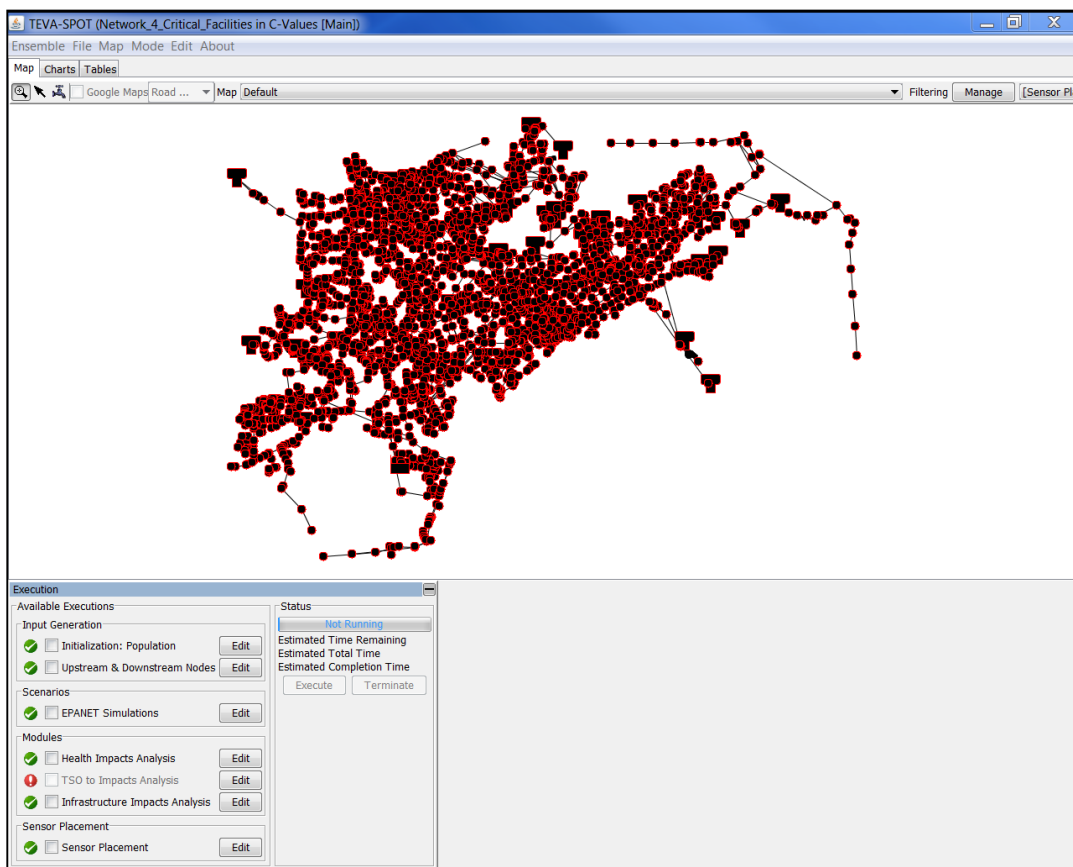 TEVA-SPOT (Network_4_Critical_Facilities in C-Values [Main])
Ensemble File Map Mode Edit About
Map Charts Tables
Google Maps Road ... Map Default Filtering Manage [Sensor Pl
Execution
Available Executions
Input Generation
Initialization: Population Edit
Upstream & Downstream Nodes Edit
Scenarios
EPANET Simulations Edit
Modules
Health Impacts Analysis Edit
TSO to Impacts Analysis Edit
Infrastructure Impacts Analysis Edit
Sensor Placement
Sensor Placement Edit
Status
Not Running
Estimated Time Remaining
Estimated Total Time
Estimated Completion Time
Execute Terminate